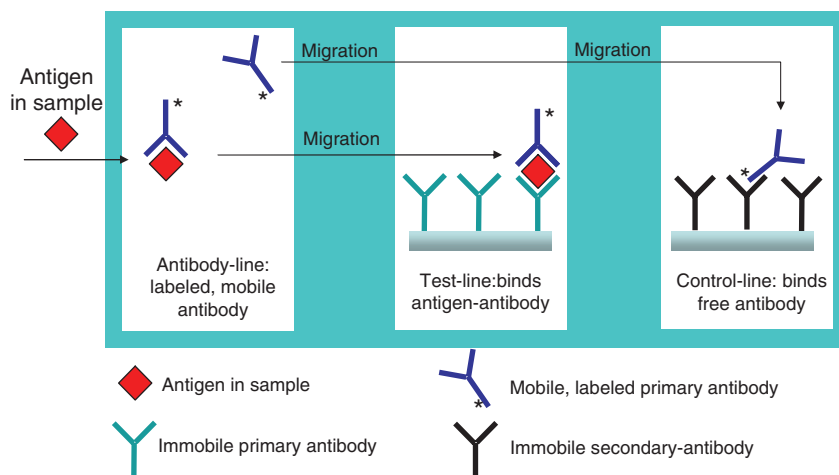 Antigen
in sample
*
*
Migration
Migration
Migration
*
*
Antibody-line:
labeled, mobile
antibody
Test-line:binds
antigen-antibody
Control-line: binds
free antibody
Antigen in sample
*
Mobile, labeled primary antibody
Immobile primary antibody
Immobile secondary-antibody